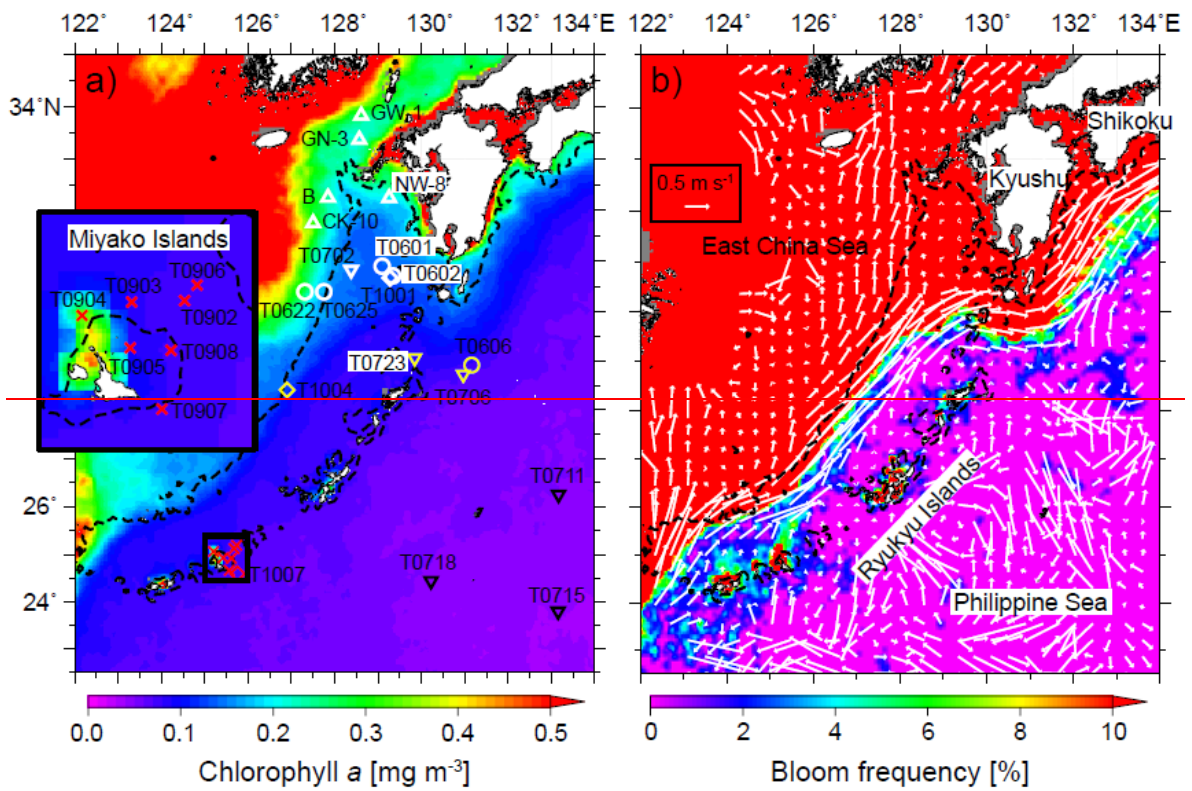 122° 124° 126° 128° 130° 132° 134° E
122° 124° 126° 128° 130° 132° 134° E
a)
34°N
26°
24°
GW-1
GN-3
NW-8
B
CK-10
T0601
T0702
T0602
T1001
T0622
T0625
T0606
T0723
T1004
T0706
T0711
T0718
T0715
T1007
Miyako Islands
T0906
T0903
T0904
T0902
T0905
T0908
T0907
b)
Shikoku
Kyushu
0.5 m s⁻¹
East China Sea
Ryukyu Islands
Philippine Sea
0.0 0.1 0.2 0.3 0.4 0.5
Chlorophyll a [mg m⁻³]
0 2 4 6 8 10
Bloom frequency [%]